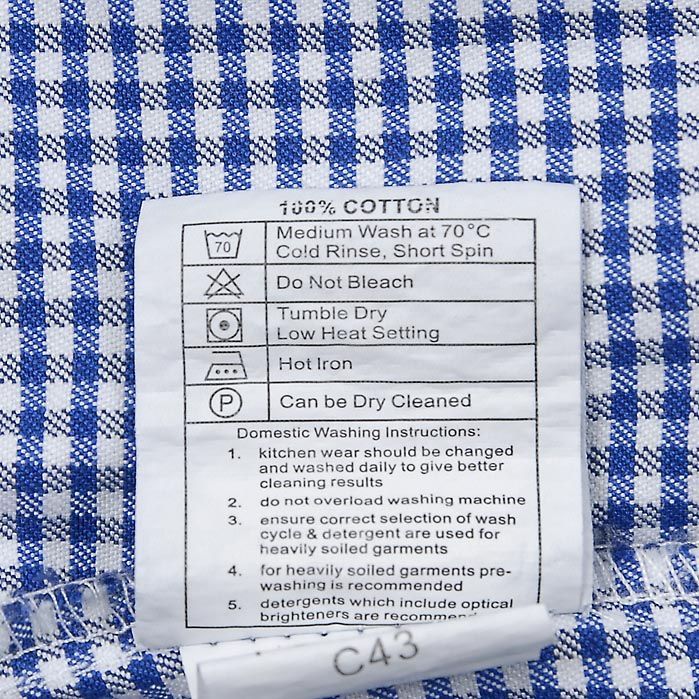 100% COTTON
70
Medium Wash at 70°C
Cold Rinse, Short Spin
Do Not Bleach
Tumble Dry
Low Heat Setting
Hot Iron
P
Can be Dry Cleaned
Domestic Washing Instructions:
1. kitchen wear should be changed
and washed daily to give better
cleaning results
2. do not overload washing machine
3. ensure correct selection of wash
cycle & detergent are used for
heavily soiled garments
4. for heavily soiled garments pre-
washing is recommended
5. detergents which include optical
brighteners are
C43